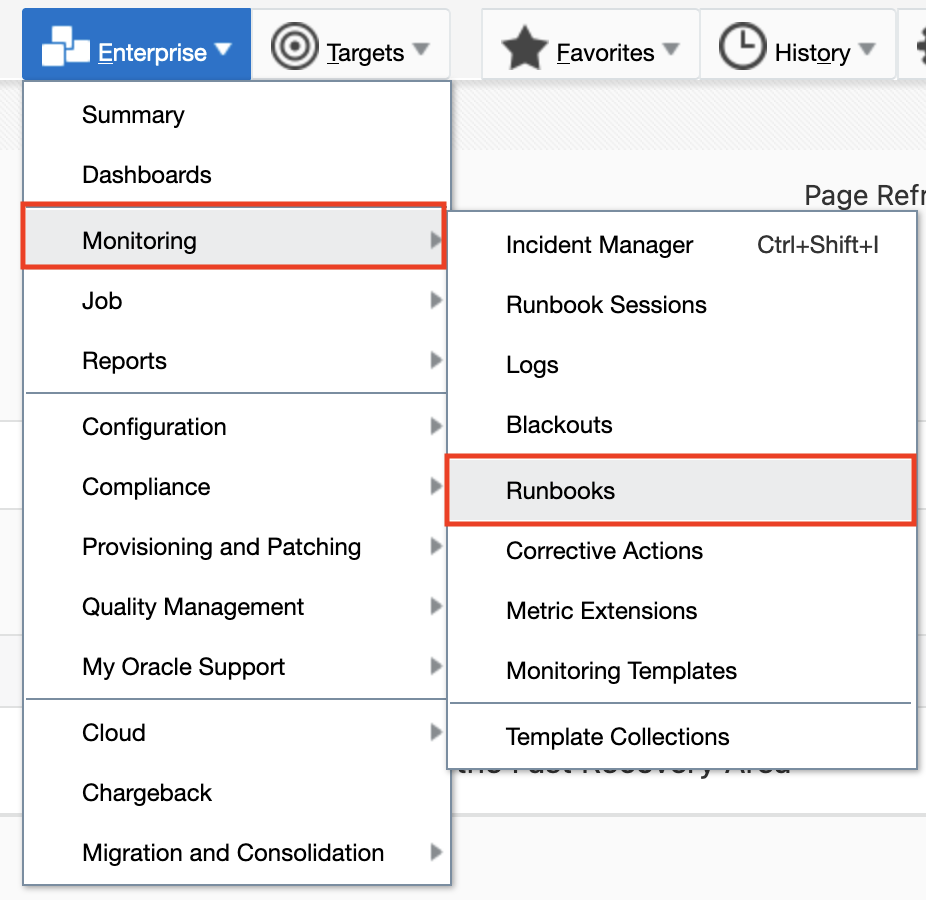 Enterprise
Targets
Favorites
History
Summary
Dashboards
Page Refr
Monitoring
Incident Manager Ctrl+Shift+I
Job
Runbook Sessions
Reports
Logs
Configuration
Blackouts
Compliance
Runbooks
Provisioning and Patching
Corrective Actions
Quality Management
Metric Extensions
My Oracle Support
Monitoring Templates
Cloud
Template Collections
Recovery Area
Chargeback
Migration and Consolidation